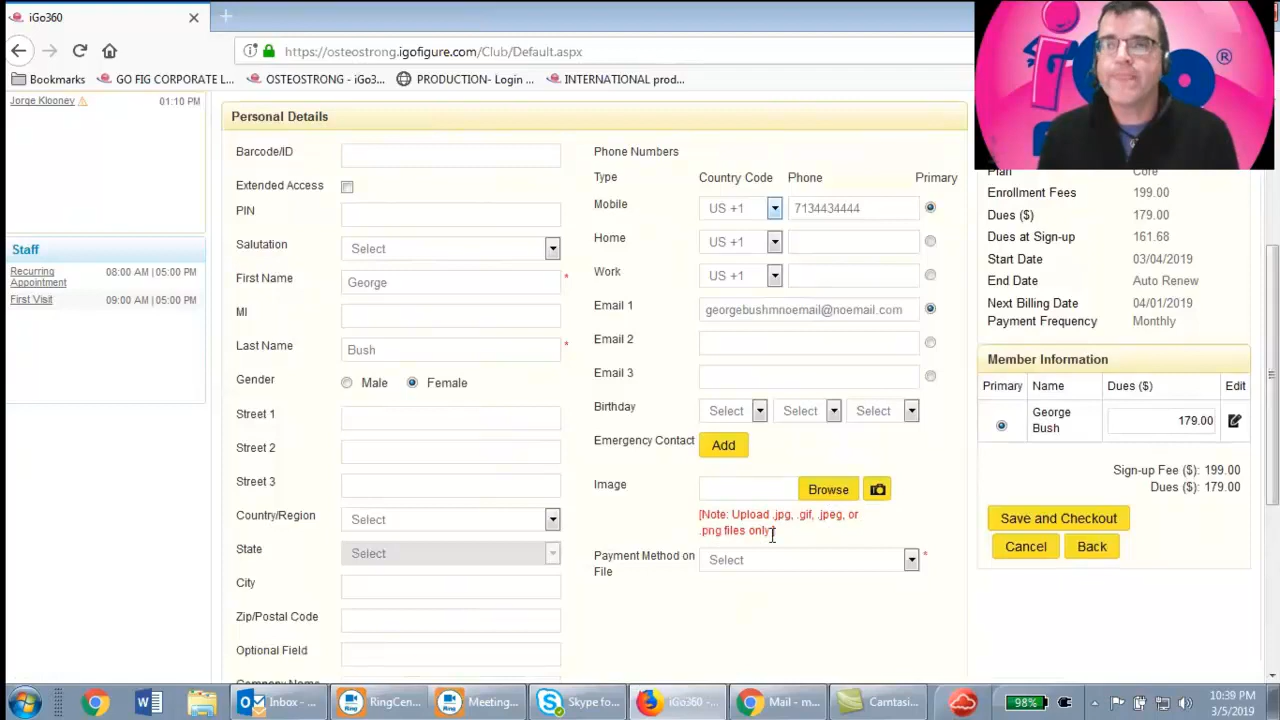 iGo360
https://osteostrong.igofigure.com/Club/Default.aspx
Bookmarks GO FIG CORPORATE L... OSTEOSTRONG - iGo3... PRODUCTION- Login ... INTERNATIONAL prod...
Jorge Klooney 01:10 PM
Staff
Recurring Appointment 08:00 AM | 05:00 PM
First Visit 09:00 AM | 05:00 PM
Personal Details
Barcode/ID
Extended Access
PIN
Salutation Select
First Name George *
MI
Last Name Bush *
Gender Male Female
Street 1
Street 2
Street 3
Country/Region Select
State Select
City
Zip/Postal Code
Optional Field
Phone Numbers
Type Country Code Phone Primary
Mobile US +1 7134434444
Home US +1
Work US +1
Email 1 georgebushmnoemail@noemail.com
Email 2
Email 3
Birthday Select Select Select
Emergency Contact Add
Image Browse
[Note: Upload .jpg, .gif, .jpeg, or
.png files only]
Payment Method on File Select *
iGo ®
Plan Core
Enrollment Fees 199.00
Dues ($) 179.00
Dues at Sign-up 161.68
Start Date 03/04/2019
End Date Auto Renew
Next Billing Date 04/01/2019
Payment Frequency Monthly
Member Information
Primary Name Dues ($) Edit
George Bush 179.00
Sign-up Fee ($): 199.00
Dues ($): 179.00
Save and Checkout
Cancel Back
Inbox - ... RingCen... Meeting... Skype fo... iGo360 -... Mail - m... Camtasi... 98%
10:39 PM
3/5/2019